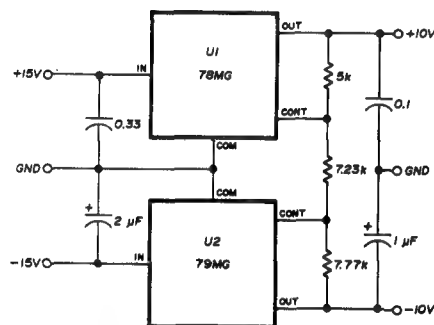 OUT
+10V
U1
78MG
5k
+15V
IN
CONT
0.1
0.33
COM
GND
7.23k
GND
COM
+
2 µF
CONT
U2
79MG
+
1 µF
-15V
IN
7.77k
OUT
-10V